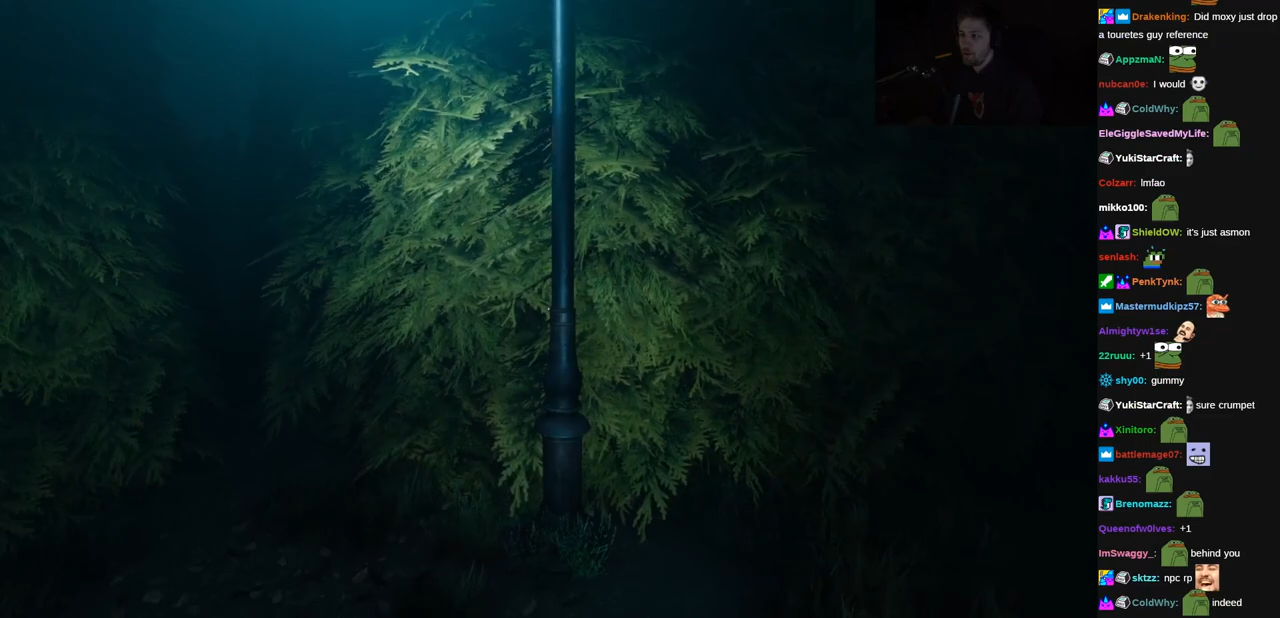 Drakenking: Did moxy just drop
a touretes guy reference
AppzmaN:
nubcan0e: I would
ColdWhy:
EleGiggleSavedMyLife:
YukiStarCraft:
Colzarr: lmfao
mikko100:
ShieldOW: it's just asmon
senlash:
PenkTynk:
Mastermudkipz57:
Almightyw1se:
22ruuu: +1
shy00: gummy
YukiStarCraft: sure crumpet
Xinitoro:
battlemage07:
kakku55:
Brenomazz:
Queenofw0lves: +1
ImSwaggy_: behind you
sktzz: npc rp
ColdWhy: indeed